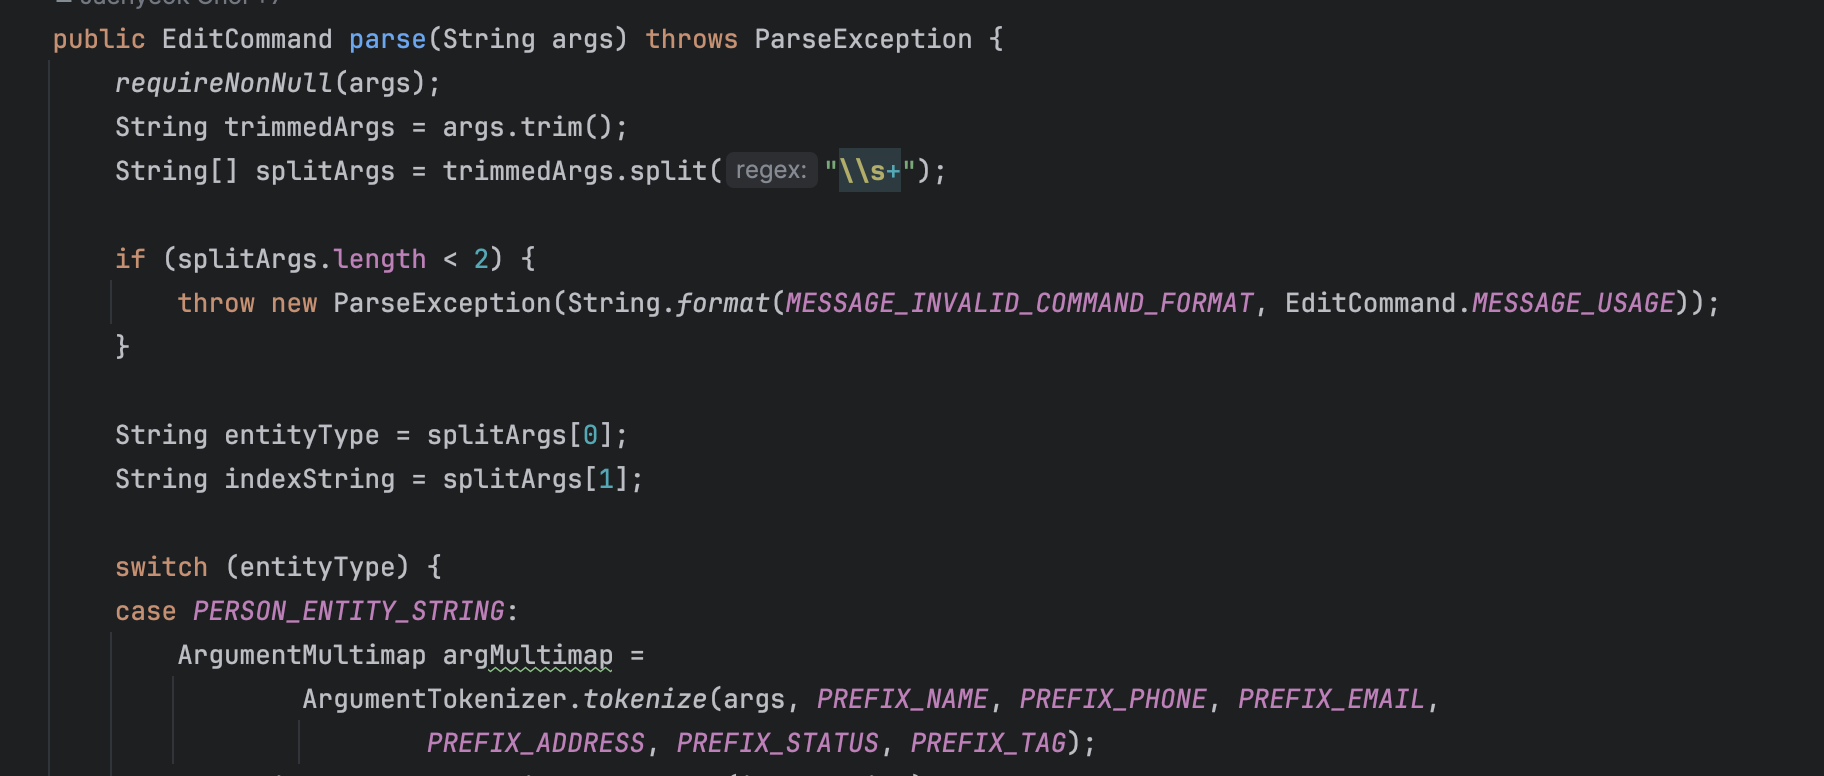 public EditCommand parse(String args) throws ParseException {
requireNonNull(args);
String trimmedArgs = args.trim();
String[] splitArgs = trimmedArgs.split( regex: "\\s+");
if (splitArgs.length < 2) {
throw new ParseException(String.format(MESSAGE_INVALID_COMMAND_FORMAT, EditCommand.MESSAGE_USAGE));
}
String entityType = splitArgs[0];
String indexString = splitArgs[1];
switch (entityType) {
case PERSON_ENTITY_STRING:
ArgumentMultimap argMultimap =
ArgumentTokenizer.tokenize(args, PREFIX_NAME, PREFIX_PHONE, PREFIX_EMAIL,
PREFIX_ADDRESS, PREFIX_STATUS, PREFIX_TAG);